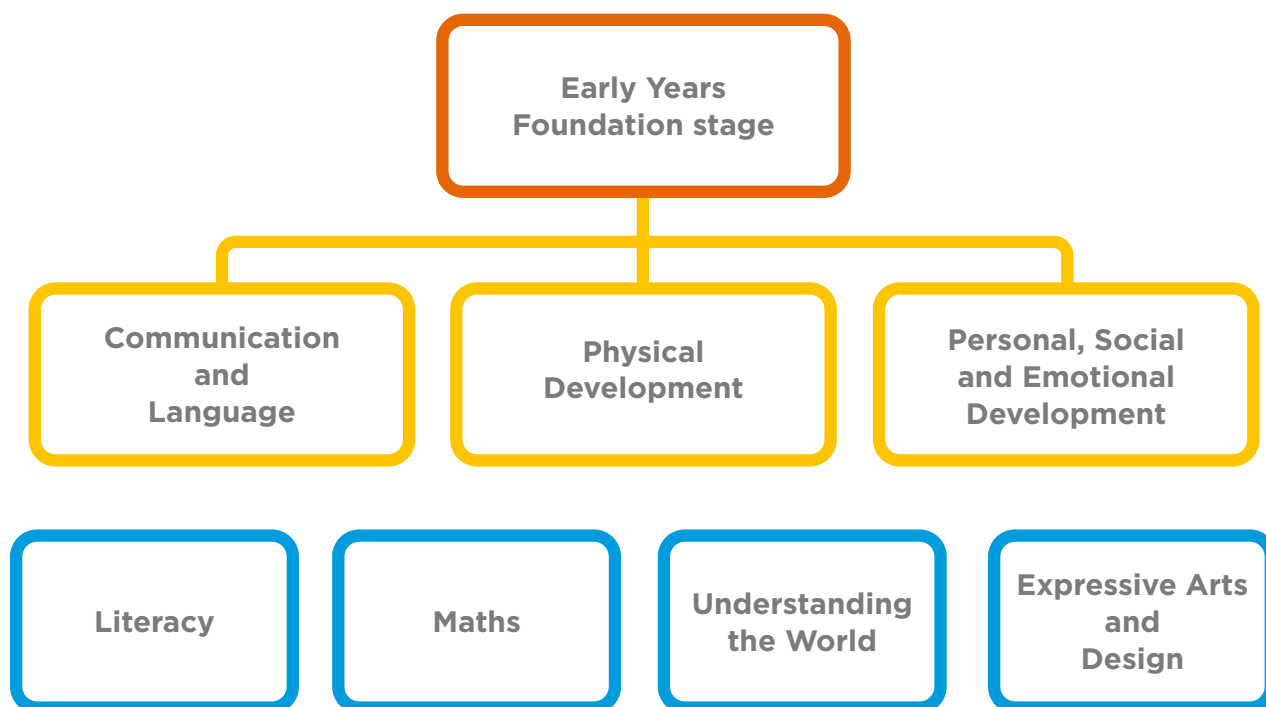 Early Years
Foundation stage
Communication
and
Language
Physical
Development
Personal, Social
and Emotional
Development
Literacy
Maths
Understanding
the World
Expressive Arts
and
Design